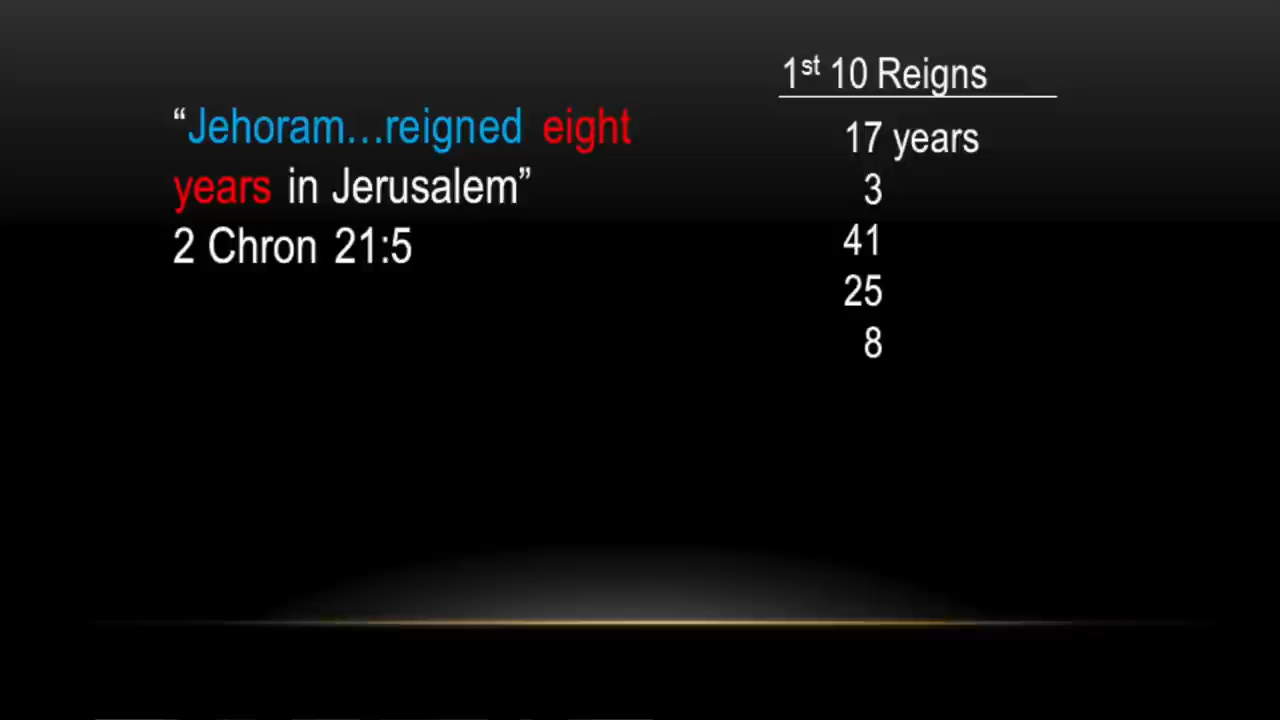 “Jehoram…reigned eight
years in Jerusalem”
2 Chron 21:5
1st 10 Reigns
17 years
3
41
25
8